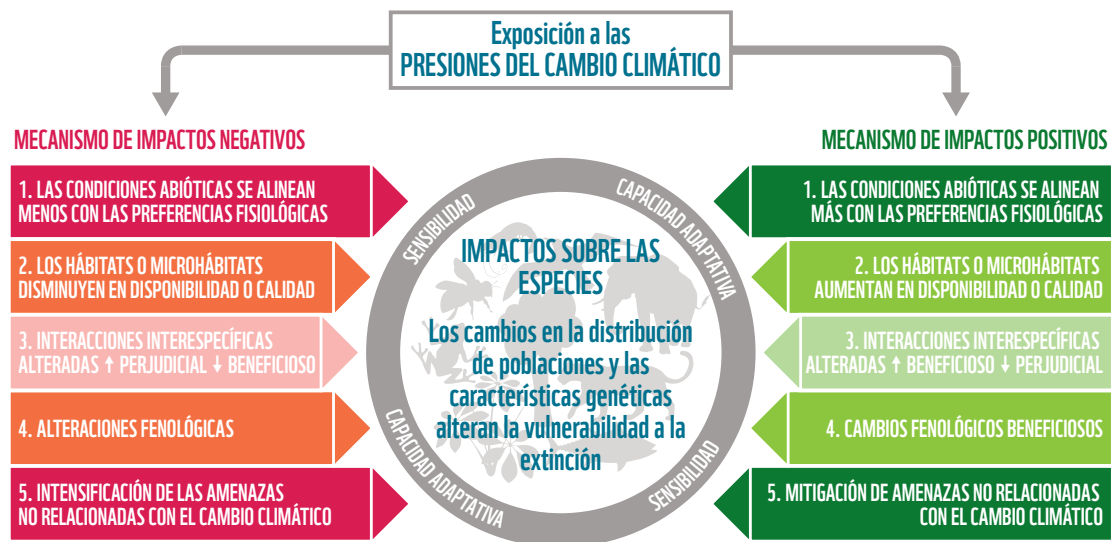 Exposición a las
PRESIONES DEL CAMBIO CLIMÁTICO
MECANISMO DE IMPACTOS NEGATIVOS
1. LAS CONDICIONES ABIÓTICAS SE ALINEAN
MENOS CON LAS PREFERENCIAS FISIOLÓGICAS
2. LOS HÁBITATS O MICROHÁBITATS
DISMINUYEN EN DISPONIBILIDAD O CALIDAD
3. INTERACCIONES INTERESPECÍFICAS
ALTERADAS ↑ PERJUDICIAL ↓ BENEFICIOSO
4. ALTERACIONES FENOLÓGICAS
5. INTENSIFICACIÓN DE LAS AMENAZAS
NO RELACIONADAS CON EL CAMBIO CLIMÁTICO
SENSIBILIDAD
CAPACIDAD ADAPTATIVA
IMPACTOS SOBRE LAS
ESPECIES
Los cambios en la distribución
de poblaciones y las
características genéticas
alteran la vulnerabilidad a la
extinción
CAPACIDAD ADAPTATIVA
SENSIBILIDAD
MECANISMO DE IMPACTOS POSITIVOS
1. LAS CONDICIONES ABIÓTICAS SE ALINEAN
MÁS CON LAS PREFERENCIAS FISIOLÓGICAS
2. LOS HÁBITATS O MICROHÁBITATS
AUMENTAN EN DISPONIBILIDAD O CALIDAD
3. INTERACCIONES INTERESPECÍFICAS
ALTERADAS ↑ BENEFICIOSO ↓ PERJUDICIAL
4. CAMBIOS FENOLÓGICOS BENEFICIOSOS
5. MITIGACIÓN DE AMENAZAS NO RELACIONADAS
CON EL CAMBIO CLIMÁTICO